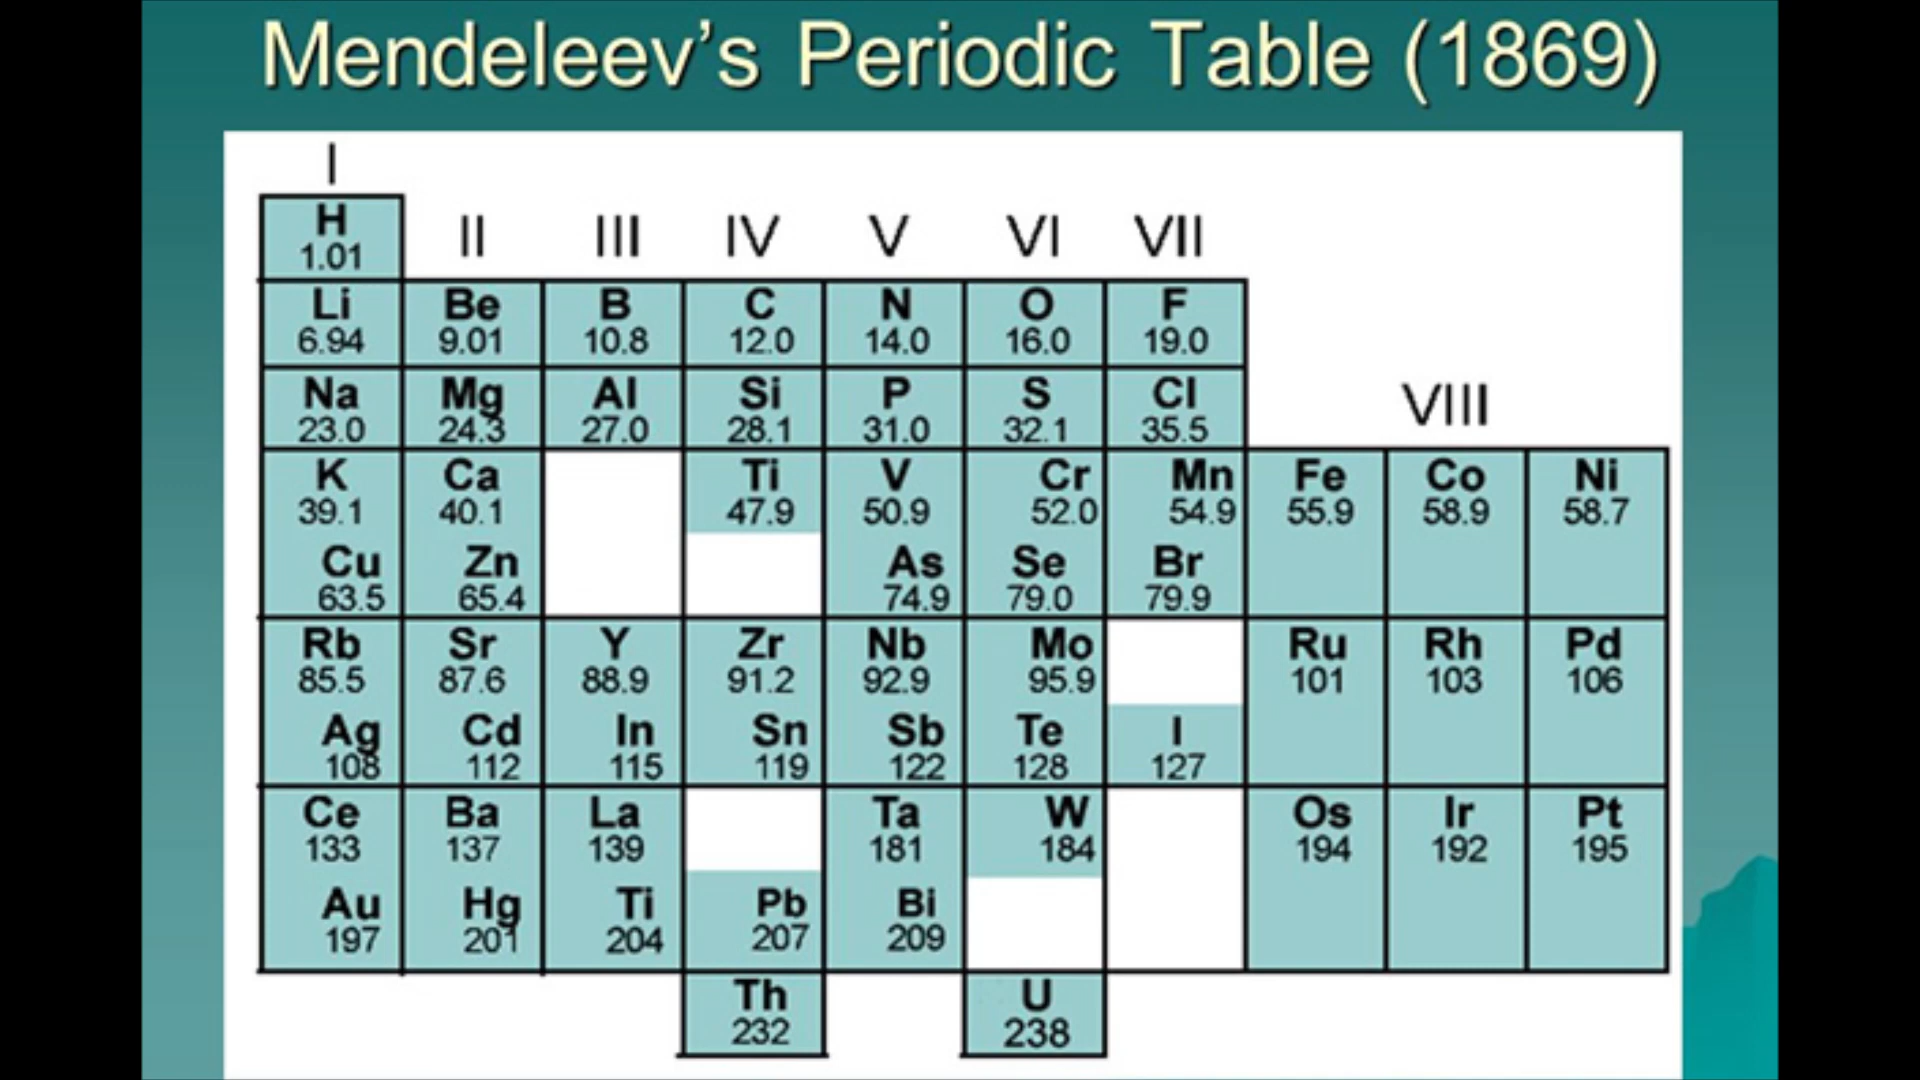 Mendeleev's Periodic Table (1869)
I
II III IV V VI VII
H
1.01
Li Be B C N O F
6.94 9.01 10.8 12.0 14.0 16.0 19.0
VIII
Na Mg Al Si P S Cl
23.0 24.3 27.0 28.1 31.0 32.1 35.5
K Ca Ti V Cr Mn Fe Co Ni
39.1 40.1 47.9 50.9 52.0 54.9 55.9 58.9 58.7
Cu Zn As Se Br
63.5 65.4 74.9 79.0 79.9
Rb Sr Y Zr Nb Mo Ru Rh Pd
85.5 87.6 88.9 91.2 92.9 95.9 101 103 106
Ag Cd In Sn Sb Te I
108 112 115 119 122 128 127
Ce Ba La Ta W Os Ir Pt
133 137 139 181 184 194 192 195
Au Hg Ti Pb Bi
197 201 204 207 209
Th U
232 238